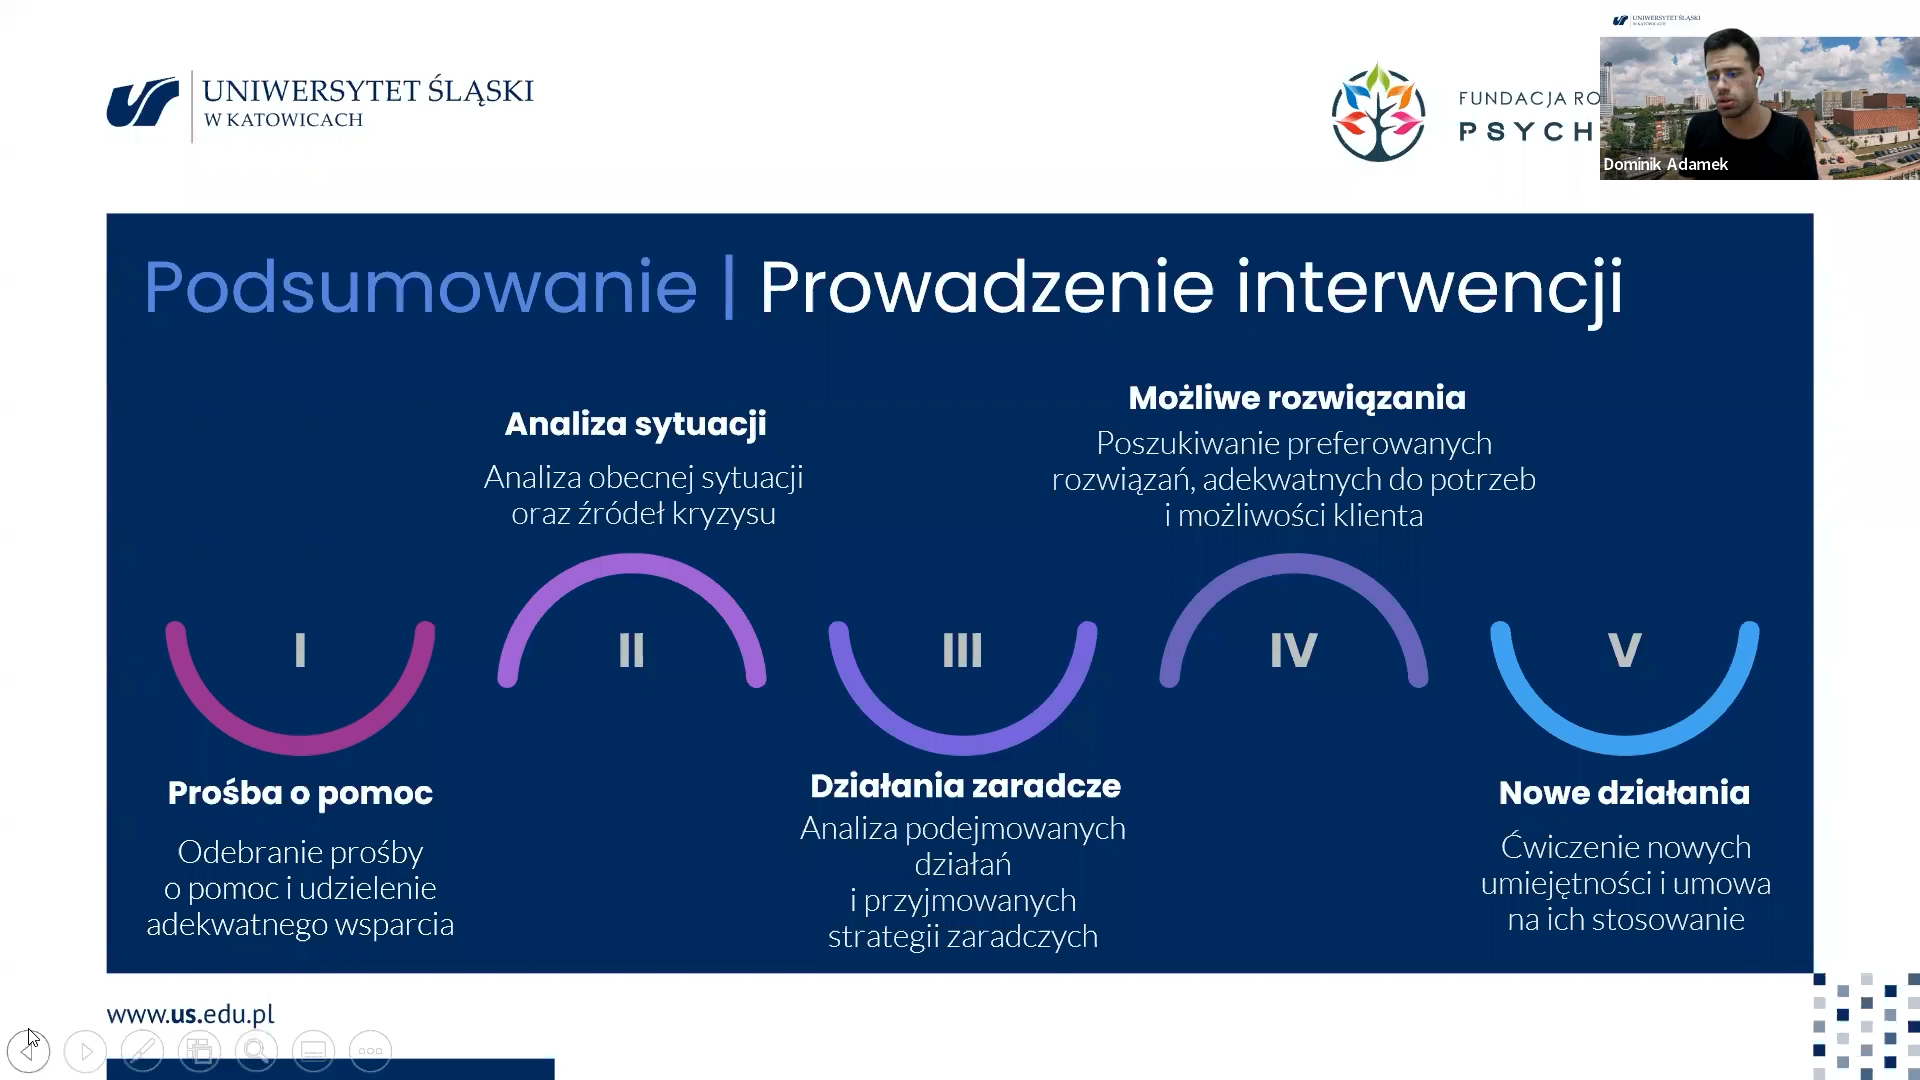 UNIWERSYTET ŚLĄSKI
W KATOWICACH
FUNDACJA RO
PSYCH
UNIWERSYTET ŚLĄSKI
W KATOWICACH
Dominik Adamek
Podsumowanie | Prowadzenie interwencji
I
Prośba o pomoc
Odebranie prośby
o pomoc i udzielenie
adekwatnego wsparcia
Analiza sytuacji
Analiza obecnej sytuacji
oraz źródeł kryzysu
II
III
Działania zaradcze
Analiza podejmowanych
działań
i przyjmowanych
strategii zaradczych
Możliwe rozwiązania
Poszukiwanie preferowanych
rozwiązań, adekwatnych do potrzeb
i możliwości klienta
IV
V
Nowe działania
Ćwiczenie nowych
umiejętności i umowa
na ich stosowanie
www.us.edu.pl